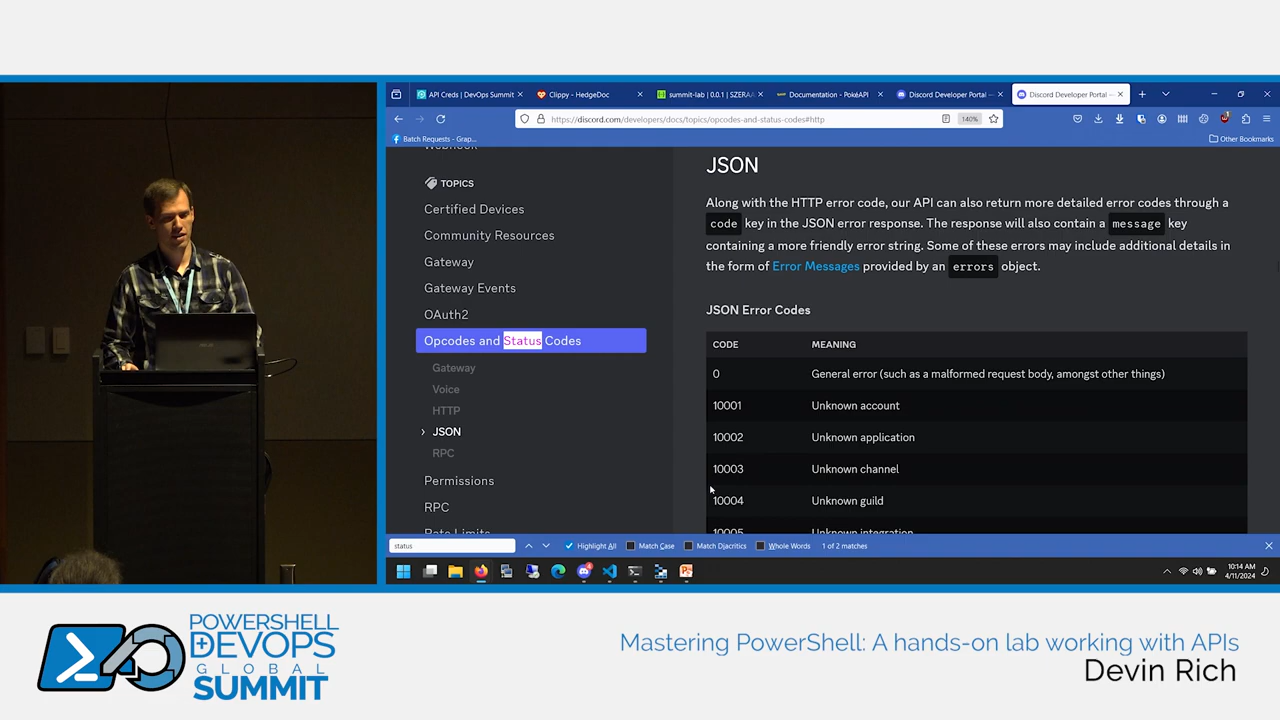 API Creds | DevOps Summit
Clippy - HedgeDoc
summit-lab | 0.0.1 | SZERAA
Documentation - PokéAPI
Discord Developer Portal —
Discord Developer Portal —
https://discord.com/developers/docs/topics/opcodes-and-status-codes#http
140%
Batch Requests - Grap...
Other Bookmarks
Webhook
TOPICS
Certified Devices
Community Resources
Gateway
Gateway Events
OAuth2
Opcodes and Status Codes
Gateway
Voice
HTTP
JSON
RPC
Permissions
RPC
Rate Limits
JSON
Along with the HTTP error code, our API can also return more detailed error codes through a
code key in the JSON error response. The response will also contain a message key
containing a more friendly error string. Some of these errors may include additional details in
the form of Error Messages provided by an errors object.
JSON Error Codes
CODE MEANING
0 General error (such as a malformed request body, amongst other things)
10001 Unknown account
10002 Unknown application
10003 Unknown channel
10004 Unknown guild
10005 Unknown integration
status
Highlight All
Match Case
Match Diacritics
Whole Words
1 of 2 matches
10:14 AM
4/11/2024
POWERSHELL
+DEVOPS
GLOBAL
SUMMIT
Mastering PowerShell: A hands-on lab working with APIs
Devin Rich